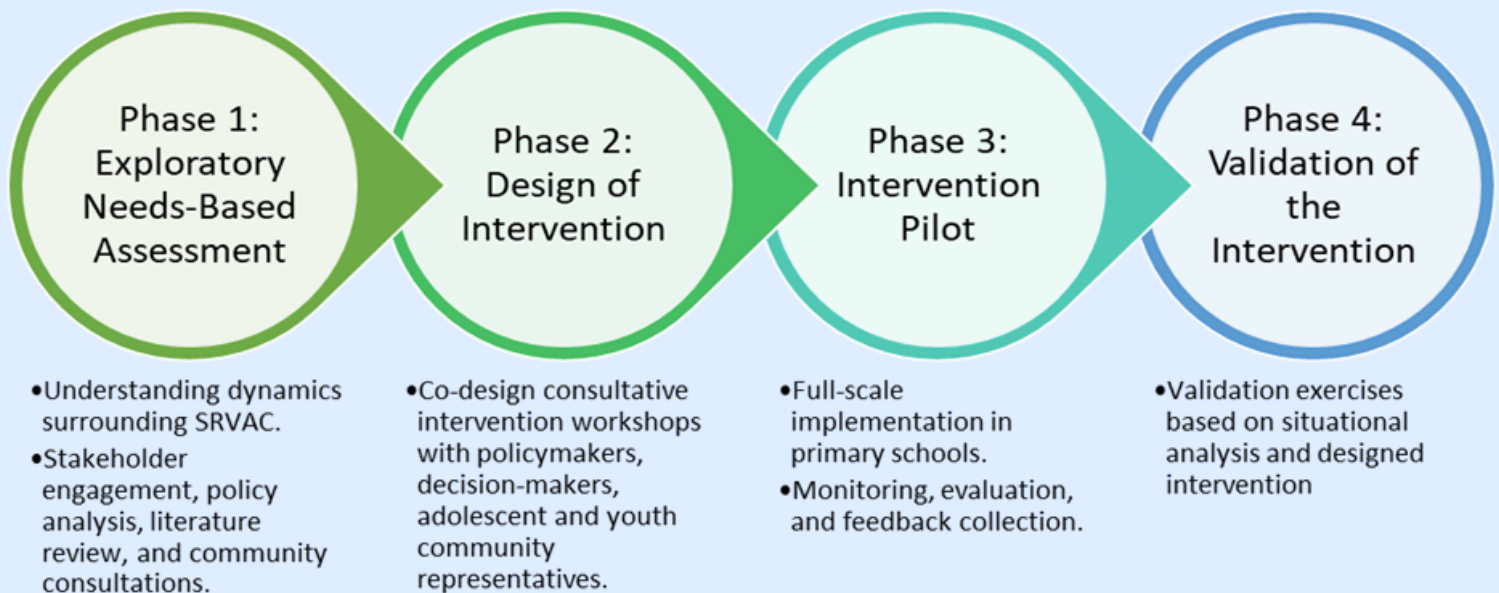 Phase 1:
Exploratory
Needs-Based
Assessment
Phase 2:
Design of
Intervention
Phase 3:
Intervention
Pilot
Phase 4:
Validation of
the
Intervention
•Understanding dynamics
surrounding SRVAC.
•Stakeholder
engagement, policy
analysis, literature
review, and community
consultations.
•Co-design consultative
intervention workshops
with policymakers,
decision-makers,
adolescent and youth
community
representatives.
•Full-scale
implementation in
primary schools.
•Monitoring, evaluation,
and feedback collection.
•Validation exercises
based on situational
analysis and designed
intervention